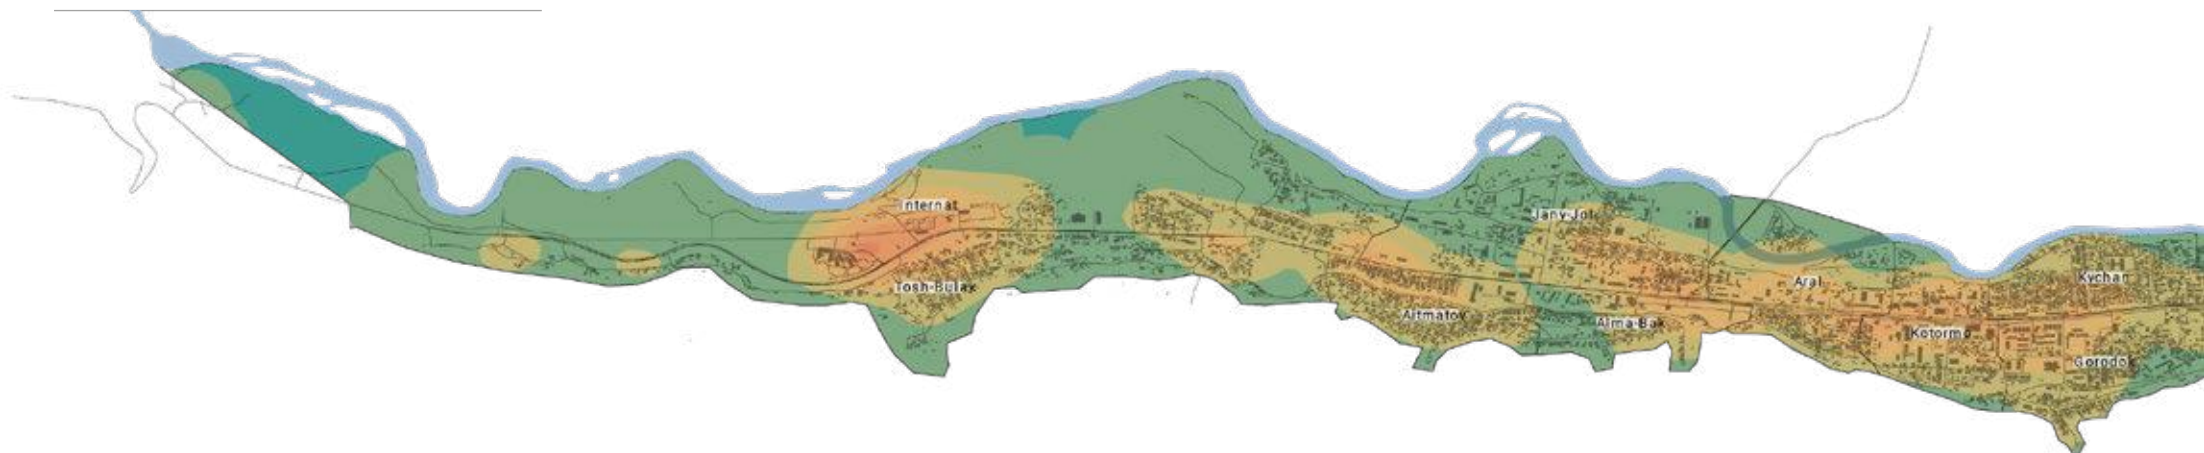 Internat
Tosh-Bulak
Jany-Jol
Aitmatov
Alma-Bak
Aral
Kotormo
Kychan
Gorodok